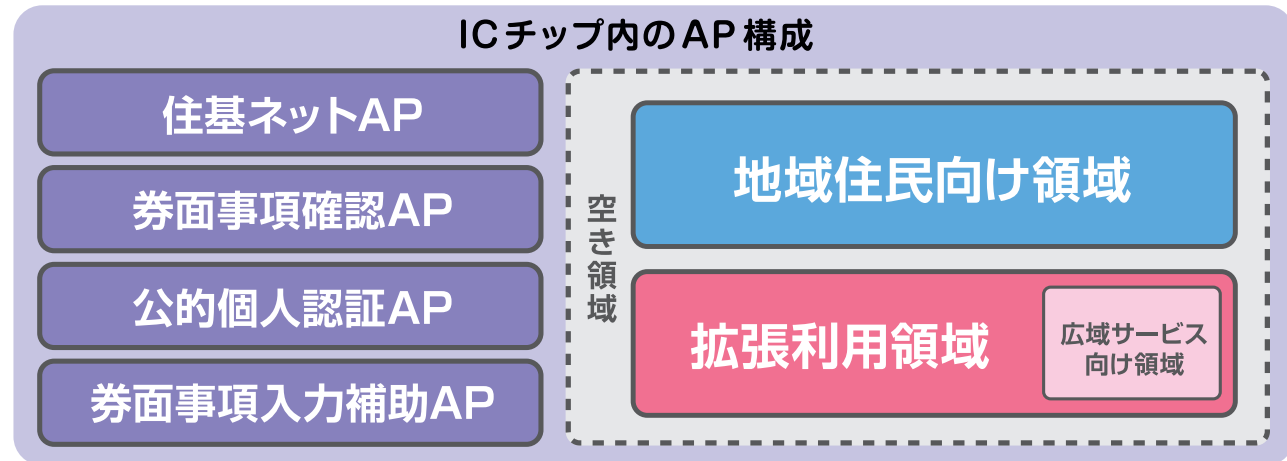 ICチップ内のAP構成
住基ネットAP
券面事項確認AP
公的個人認証AP
券面事項入力補助AP
空き領域
地域住民向け領域
拡張利用領域
広域サービス
向け領域